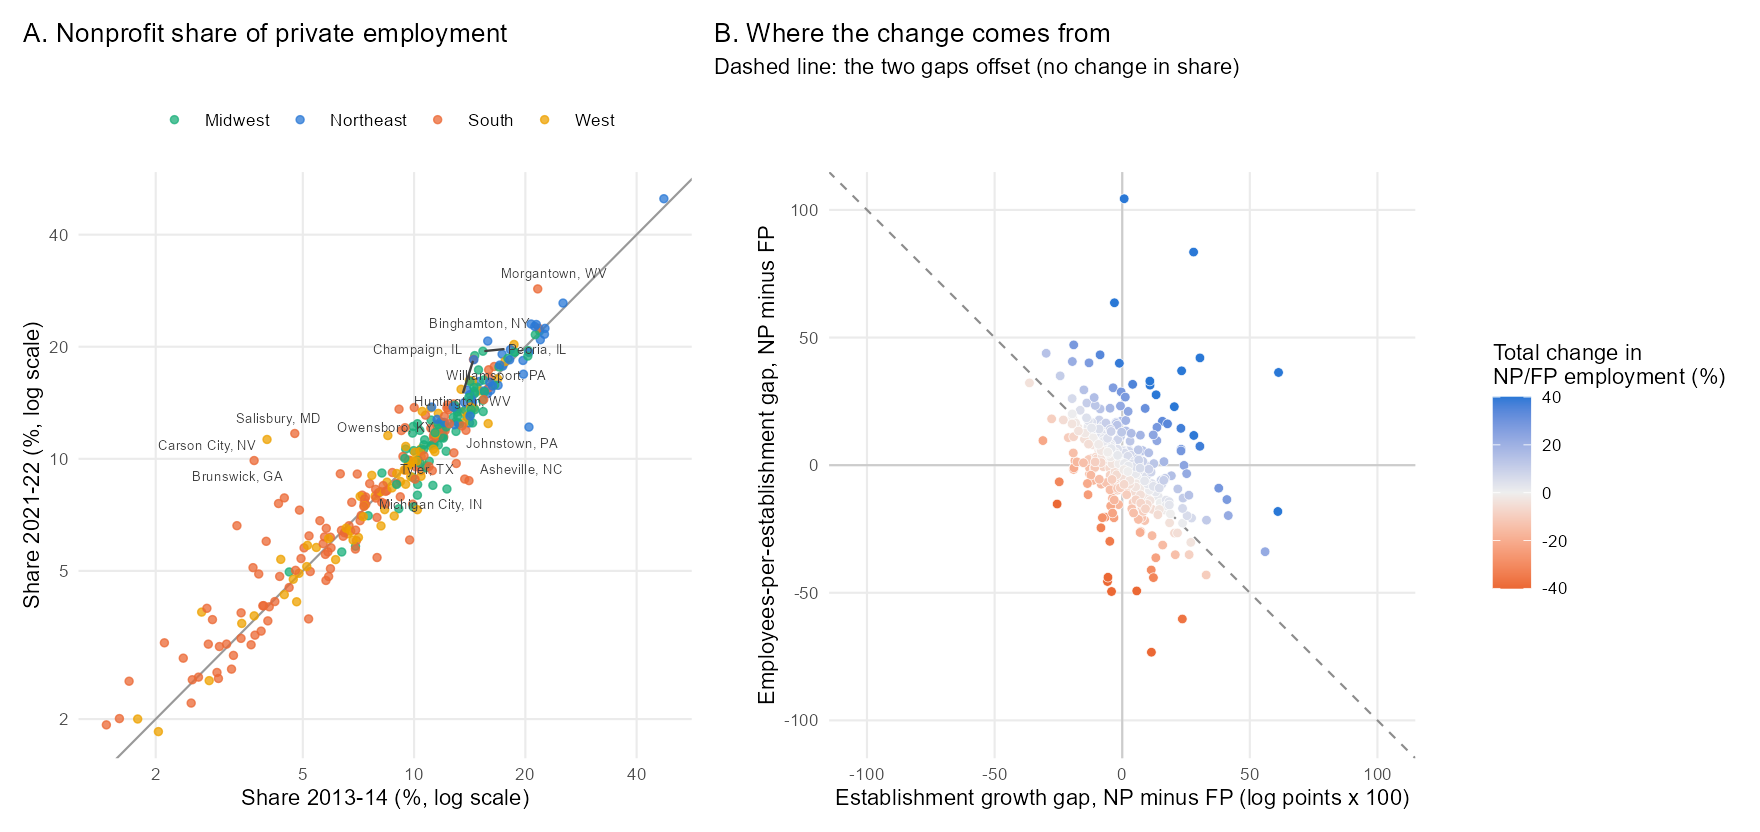 A. Nonprofit share of private employment
Midwest
Northeast
South
West
Share 2021-22 (%, log scale)
40
20
10
5
2
Morgantown, WV
Binghamton, NY
Champaign, IL
Peoria, IL
Williamsport, PA
Huntington, WV
Salisbury, MD
Owensboro, KY
Carson City, NV
Johnstown, PA
Brunswick, GA
Tyler, TX
Asheville, NC
Michigan City, IN
2
5
10
20
40
Share 2013-14 (%, log scale)
B. Where the change comes from
Dashed line: the two gaps offset (no change in share)
Employees-per-establishment gap, NP minus FP
100
50
0
-50
-100
-100
-50
0
50
100
Establishment growth gap, NP minus FP (log points x 100)
Total change in
NP/FP employment (%)
40
20
0
-20
-40